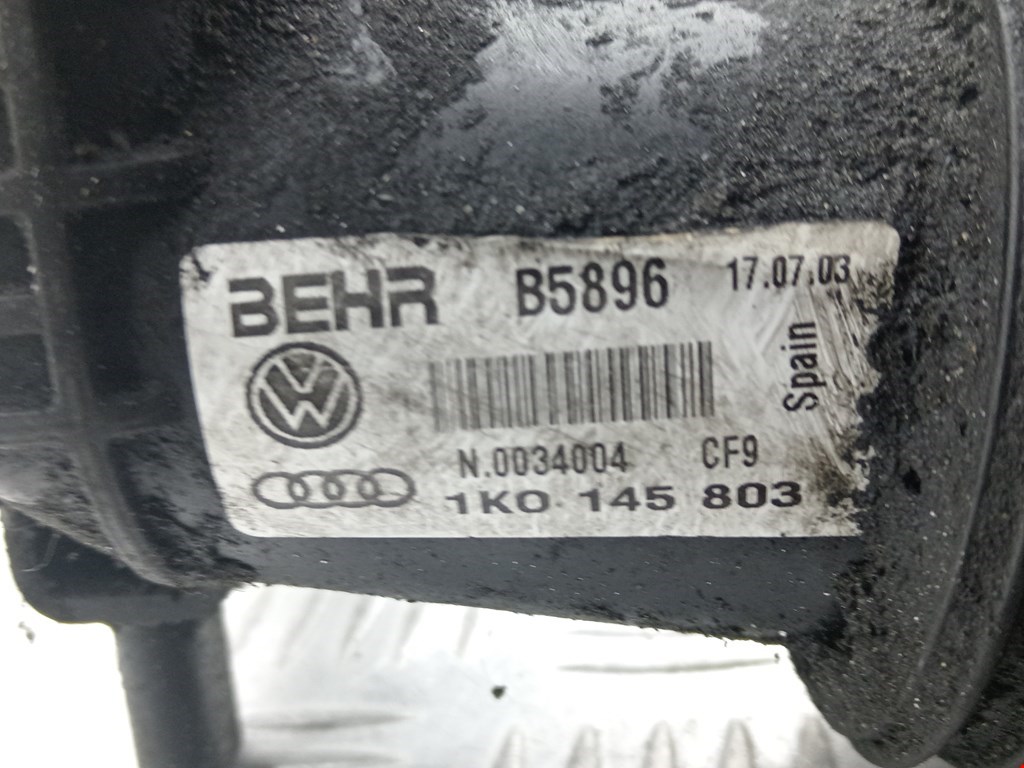 BEHR B5896 17.07.03
Spain
N.0034004 CF9
1K0 145 803